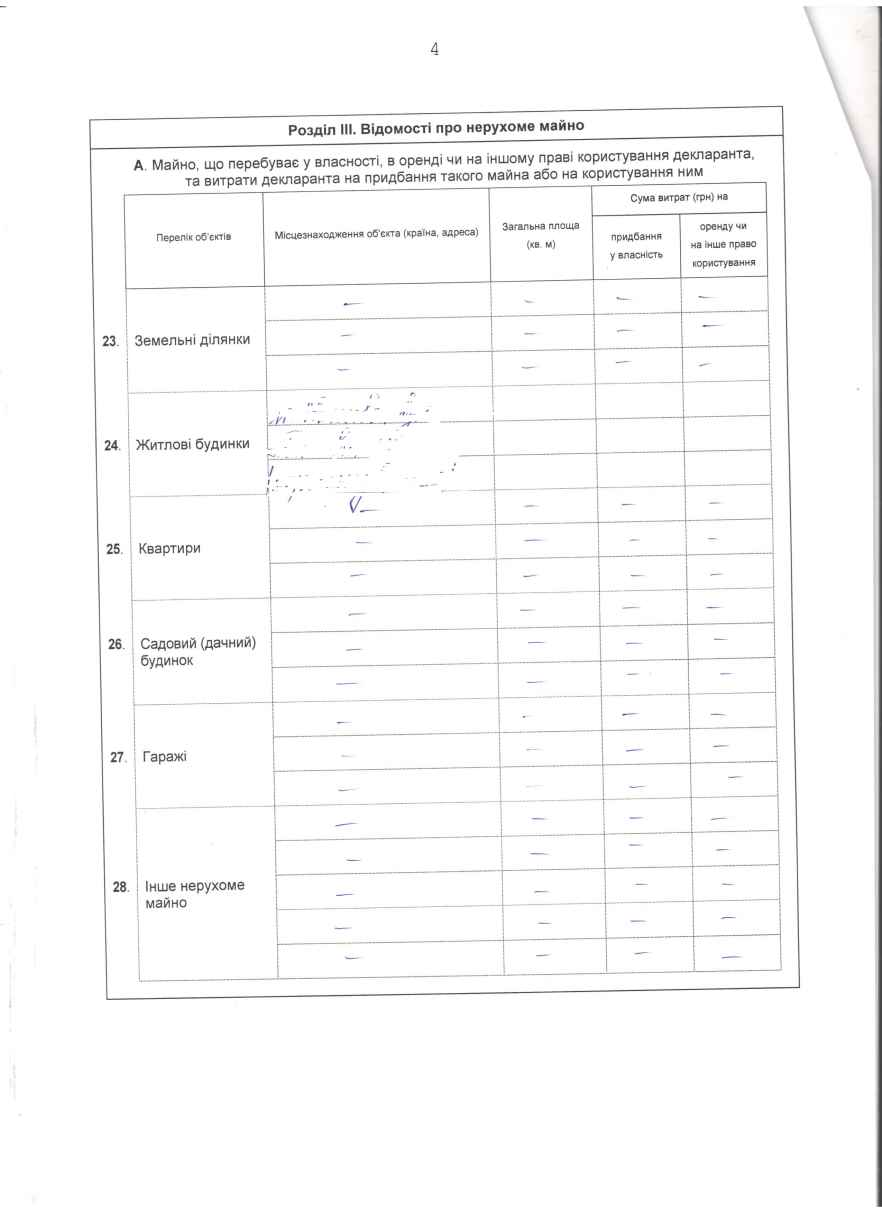 4
Розділ III. Відомості про нерухоме майно
А. Майно, що перебуває у власності, в оренді чи на іншому праві користування декларанта,
та витрати декларанта на придбання такого майна або на користування ним
Перелік об'єктів
Місцезнаходження об'єкта (країна, адреса)
Загальна площа
(кв. м)
Сума витрат (грн) на
придбання
у власність
оренду чи
на інше право
користування
— — — —
23. Земельні ділянки — — — —
— — — —
24. Житлові будинки
— — — —
25. Квартири — — — —
— — — —
— — — —
26. Садовий (дачний) — — — —
будинок
— — — —
— — — —
27. Гаражі — — — —
— — — —
— — — —
— — — —
28. Інше нерухоме — — — —
майно
— — — —
— — — —